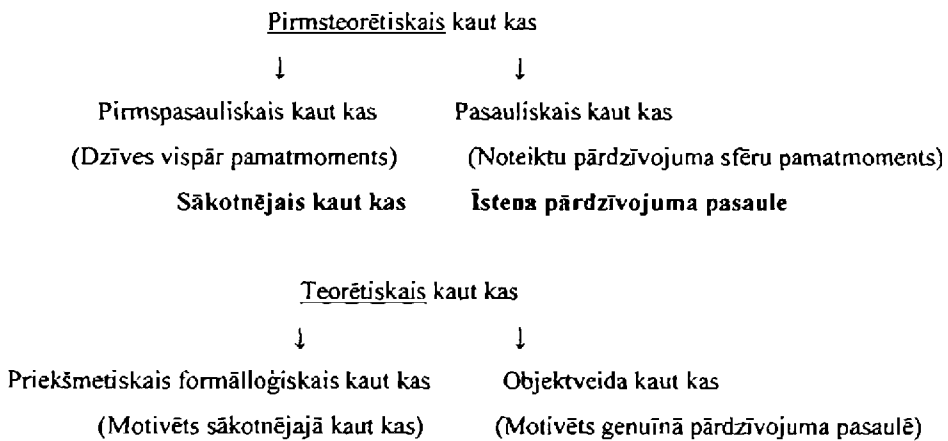 Pirmsteorētiskais kaut kas
↓ ↓
Pirmspasauliskais kaut kas Pasauliskais kaut kas
(Dzīves vispār pamatmoments) (Noteiktu pārdzīvojuma sfēru pamatmoments)
Sākotnējais kaut kas Īstena pārdzīvojuma pasaule
Teorētiskais kaut kas
↓ ↓
Priekšmetiskais formālloģiskais kaut kas Objektveida kaut kas
(Motivēts sākotnējajā kaut kas) (Motivēts genuīnā pārdzīvojuma pasaulē)